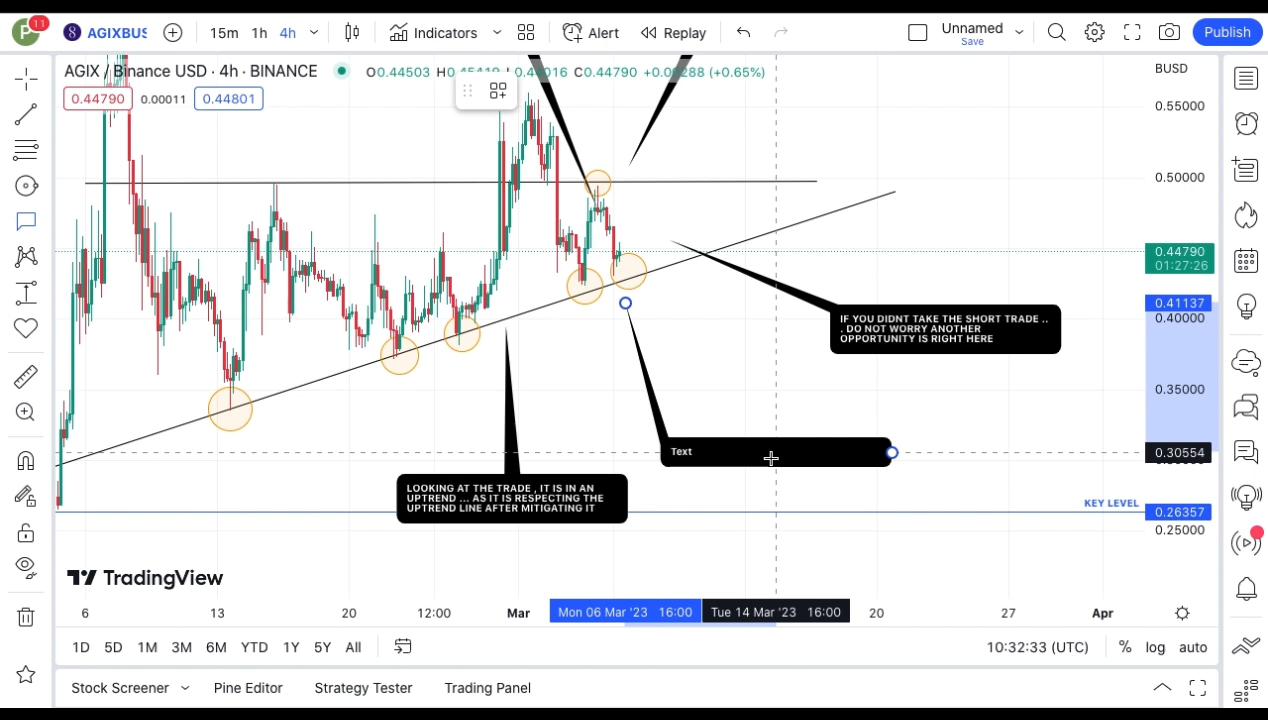 P 11 AGIXBUS 15m 1h 4h Indicators Alert Replay Unnamed Save Publish
AGIX / Binance USD · 4h · BINANCE O0.44503 C0.44790 (+0.65%) BUSD
0.44790 0.00011 0.44801
0.55000
0.50000
0.44790
01:27:26
0.41137
0.40000
IF YOU DIDNT TAKE THE SHORT TRADE ..
. DO NOT WORRY ANOTHER
OPPORTUNITY IS RIGHT HERE
0.35000
Text
0.30554
LOOKING AT THE TRADE , IT IS IN AN
UPTREND ... AS IT IS RESPECTING THE
UPTREND LINE AFTER MITIGATING IT
KEY LEVEL 0.26357
0.25000
TradingView
6 13 20 12:00 Mar Mon 06 Mar '23 16:00 Tue 14 Mar '23 16:00 20 27 Apr
1D 5D 1M 3M 6M YTD 1Y 5Y All 10:32:33 (UTC) % log auto
Stock Screener Pine Editor Strategy Tester Trading Panel